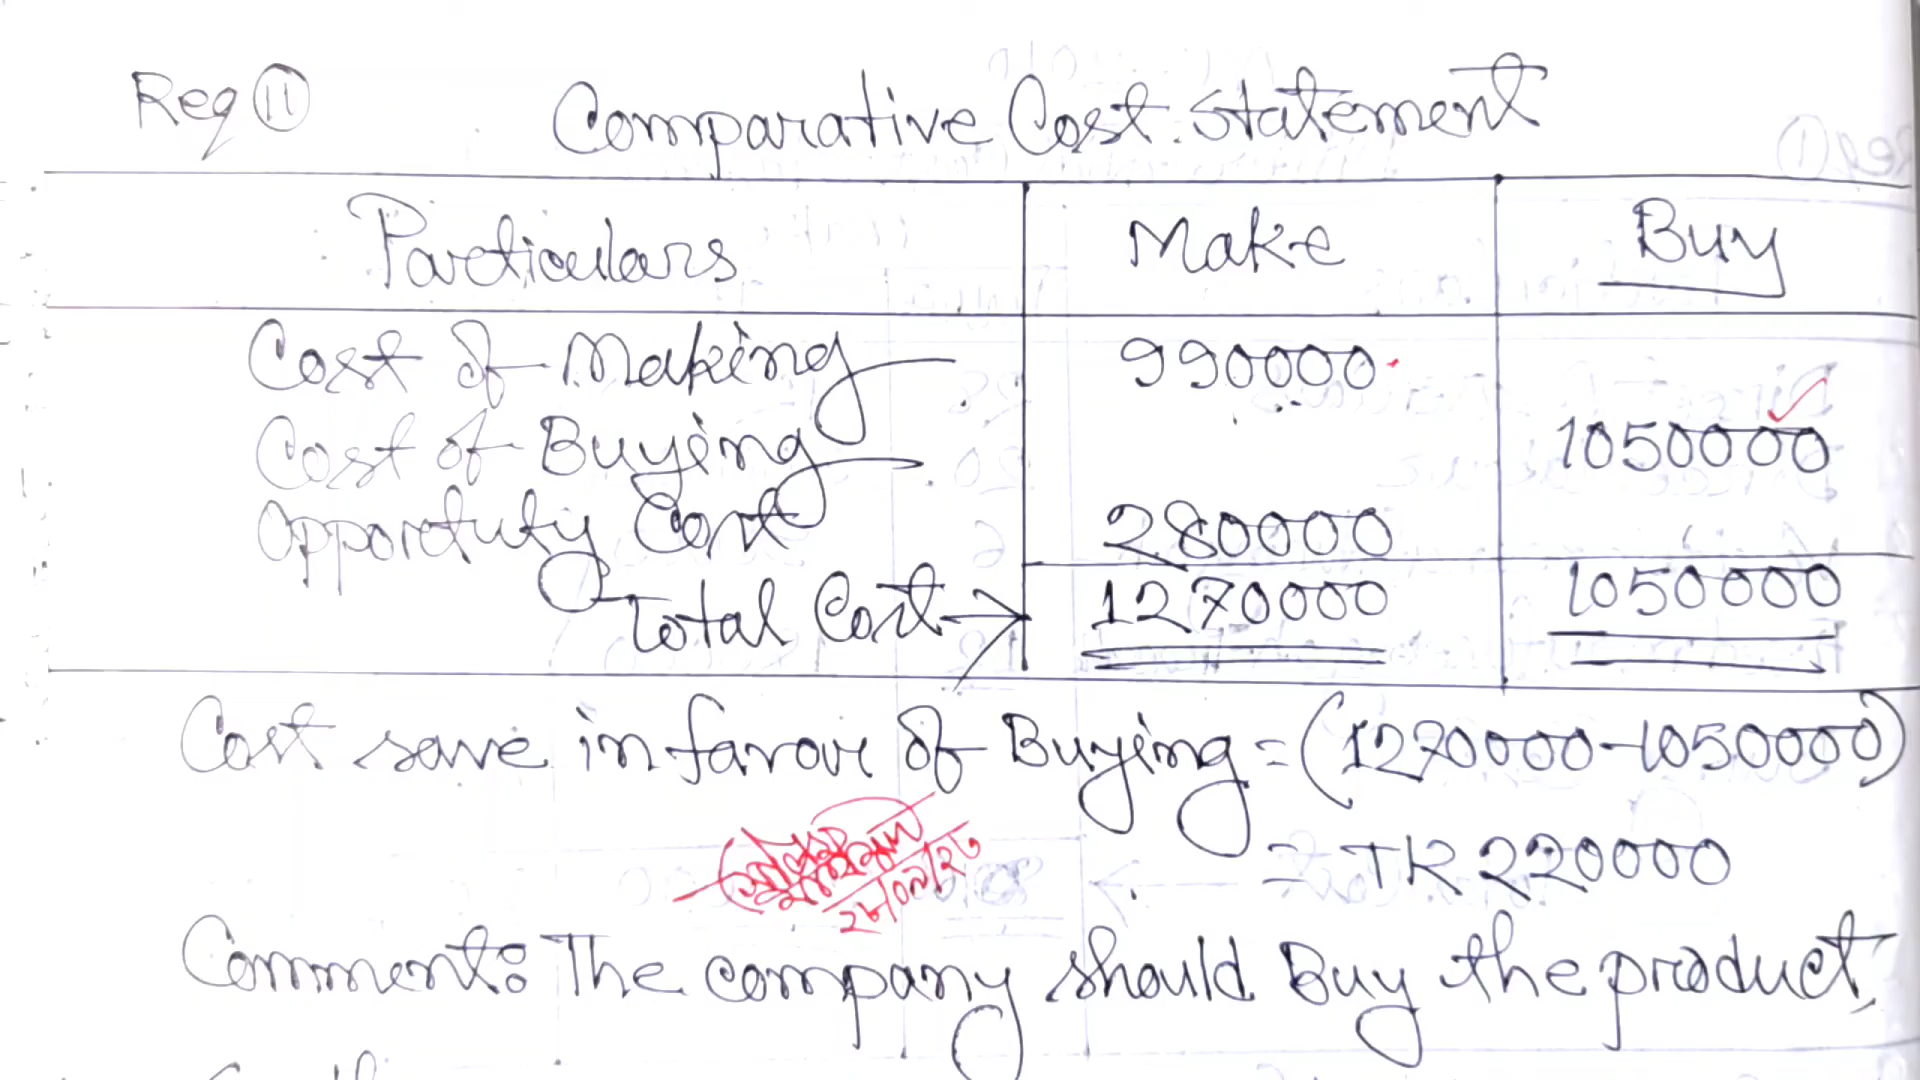 Req 11 Comparative Cost Statement
Particulars Make Buy
Cost of Making 990000
Cost of Buying 1050000
Opportufy Cost 280000
Total Cost → 1270000 1050000
Cost save in favour of Buying = (1270000-1050000)
= TK 220000
Comment: The company should Buy the product